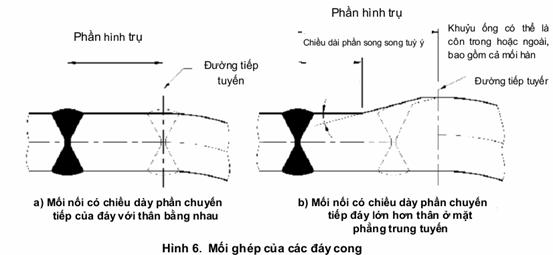 Phần hình trụ
Đường tiếp
tuyến
a) Mối nối có chiều dày phần chuyển
tiếp của đáy với thân bằng nhau
Phần hình trụ
Chiều dài phần song song tuỳ ý
Khuỷu ống có thể là
côn trong hoặc ngoài,
bao gồm cả mối hàn
Đường tiếp tuyến
b) Mối nối có chiều dày phần chuyển
tiếp đáy lớn hơn thân ở mặt
phẳng trung tuyến
Hình 6. Mối ghép của các đáy cong